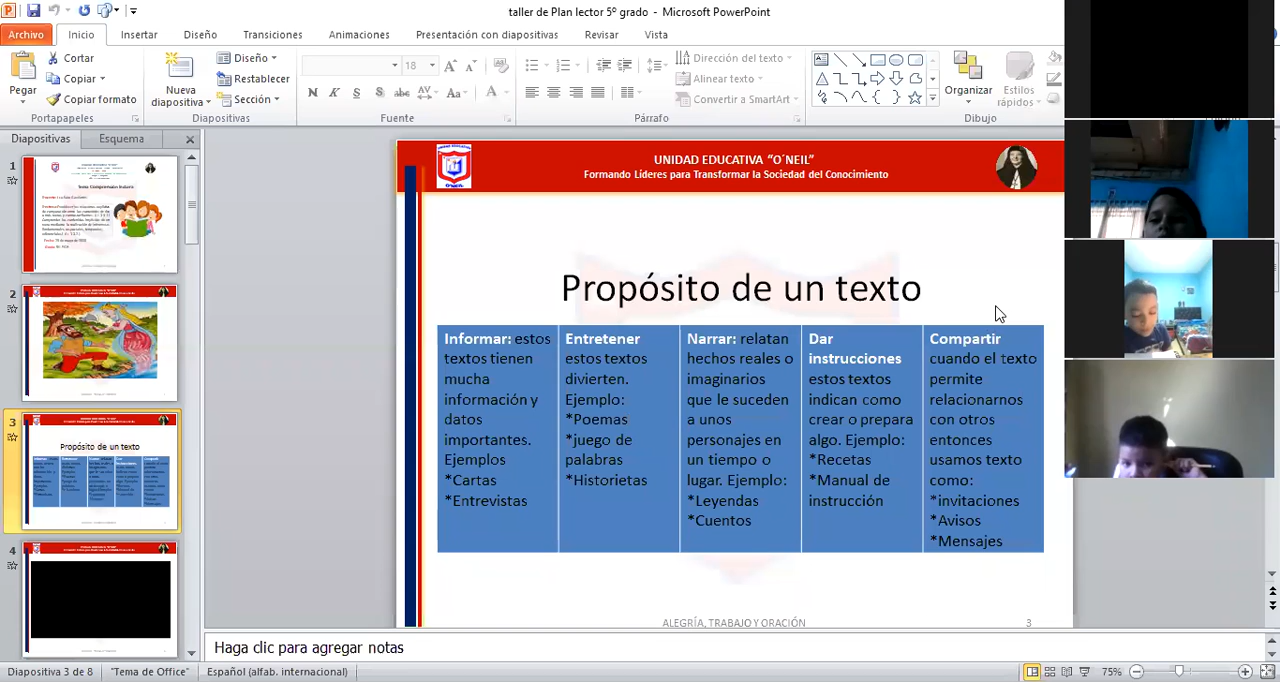 taller de Plan lector 5º grado - Microsoft PowerPoint
Archivo Inicio Insertar Diseño Transiciones Animaciones Presentación con diapositivas Revisar Vista
Pegar
Cortar
Copiar
Copiar formato
Portapapeles
Nueva
diapositiva
Diseño
Restablecer
Sección
Diapositivas
18
N K S S abc AV Aa A
Fuente
Dirección del texto
Alinear texto
Convertir a SmartArt
Párrafo
Organizar
Estilos
rápidos
Dibujo
Diapositivas Esquema
1
2
3
Propósito de un texto
4
UNIDAD EDUCATIVA “O´NEIL”
Formando Líderes para Transformar la Sociedad del Conocimiento
Propósito de un texto
Informar: estos
textos tienen
mucha
información y
datos
importantes.
Ejemplos
*Cartas
*Entrevistas
Entretener
estos textos
divierten.
Ejemplo:
*Poemas
*juego de
palabras
*Historietas
Narrar: relatan
hechos reales o
imaginarios
que le suceden
a unos
personajes en
un tiempo o
lugar. Ejemplo:
*Leyendas
*Cuentos
Dar
instrucciones
estos textos
indican como
crear o prepara
algo. Ejemplo:
*Recetas
*Manual de
instrucción
Compartir
cuando el texto
permite
relacionarnos
con otros
entonces
usamos texto
como:
*invitaciones
*Avisos
*Mensajes
ALEGRÍA, TRABAJO Y ORACIÓN 3
Haga clic para agregar notas
Diapositiva 3 de 8 "Tema de Office" Español (alfab. internacional) 75%